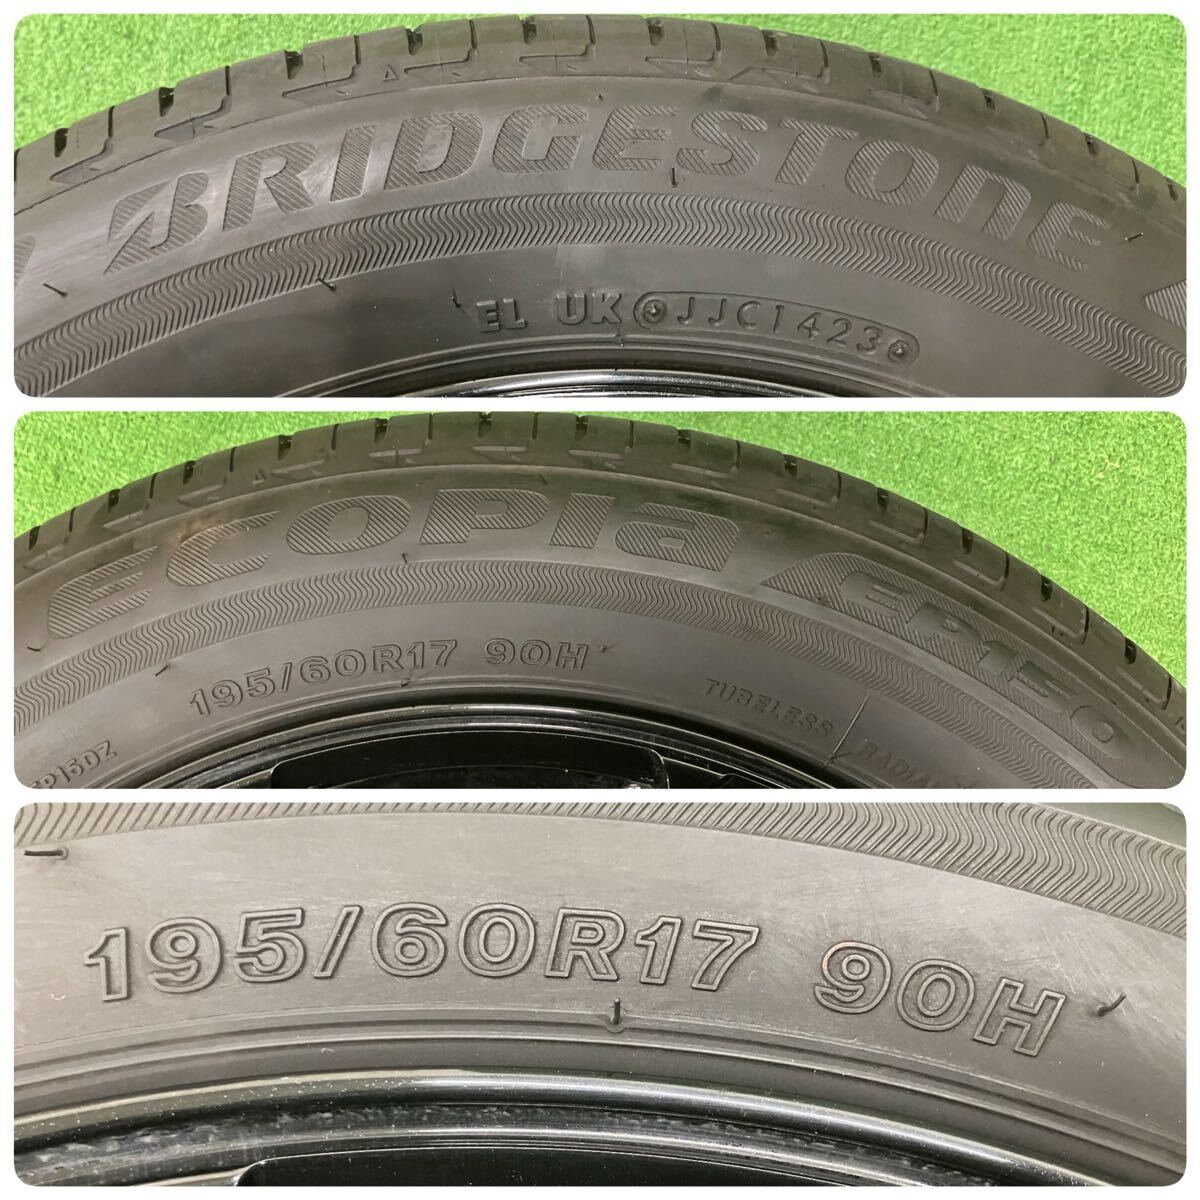 BRIDGESTONE
EL UK JJC1423
ECOPIA EP150
195/60R17 90H
TUBELESS
195/60R17 90H